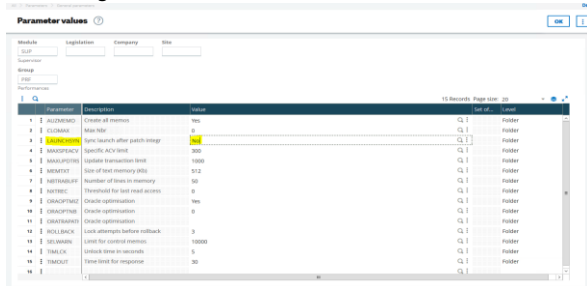 Parameter values
OK
Module Legislation Company Site
SUP
Supervisor
Group
PRF
Performances
15 Records Page size 20
Parameter Description Value Set of... Level
1 AUZMEMO Create all memos Yes Folder
2 CLOMAX Max Nbr 0 Folder
3 LAUNCHSYN Sync launch after patch integr No Folder
4 MAXSPEACV Specific ACV limit 300 Folder
5 MAXUPDTRS Update transaction limit 1000 Folder
6 MEMTXT Size of text memory (Kb) 512 Folder
7 NBTRABUFF Number of lines in memory 50 Folder
8 NXTREC Threshold for last read access 0 Folder
9 ORAOPTMIZ Oracle optimisation Yes Folder
10 ORAOPTNB Oracle optimisation 0 Folder
11 ORATRAPATH Oracle optimisation Folder
12 ROLLBACK Lock attempts before rollback 3 Folder
13 SELWARN Limit for control memos 10000 Folder
14 TIMLCK Unlock time in seconds 5 Folder
15 TIMOUT Time limit for response 30 Folder
16